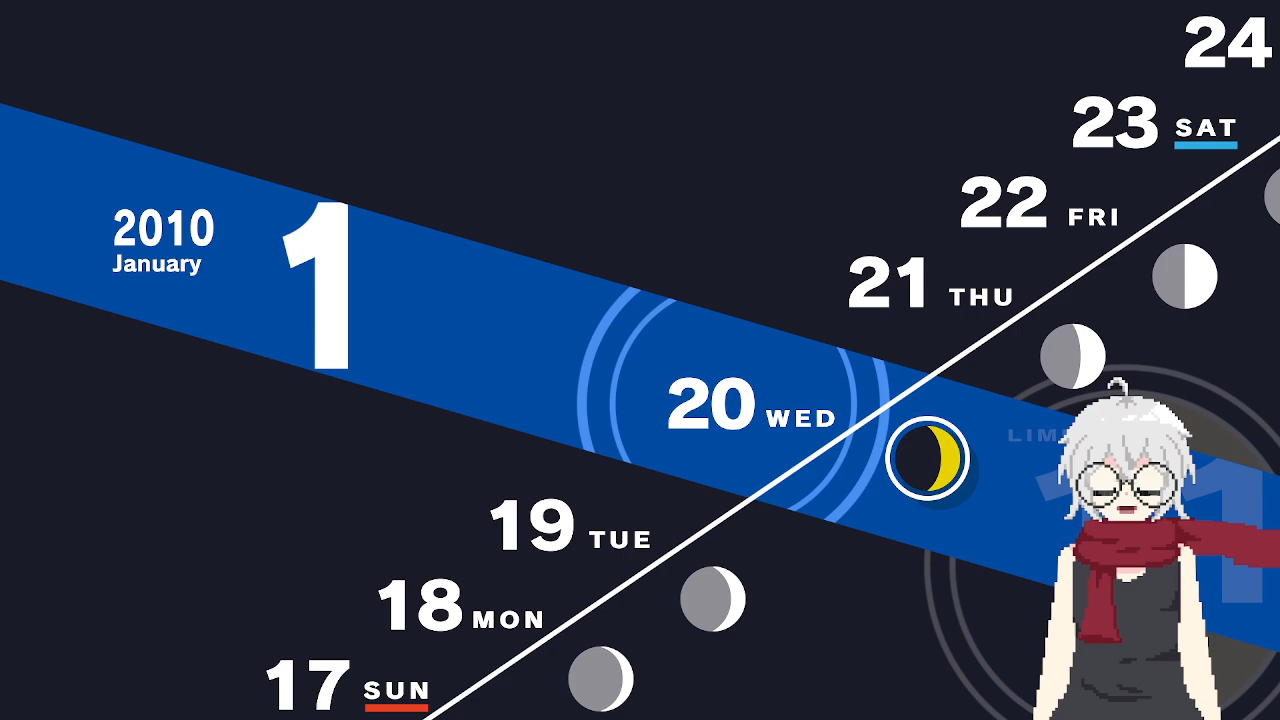 24
23 SAT
22 FRI
2010
January
1
21 THU
20 WED
19 TUE
18 MON
17 SUN